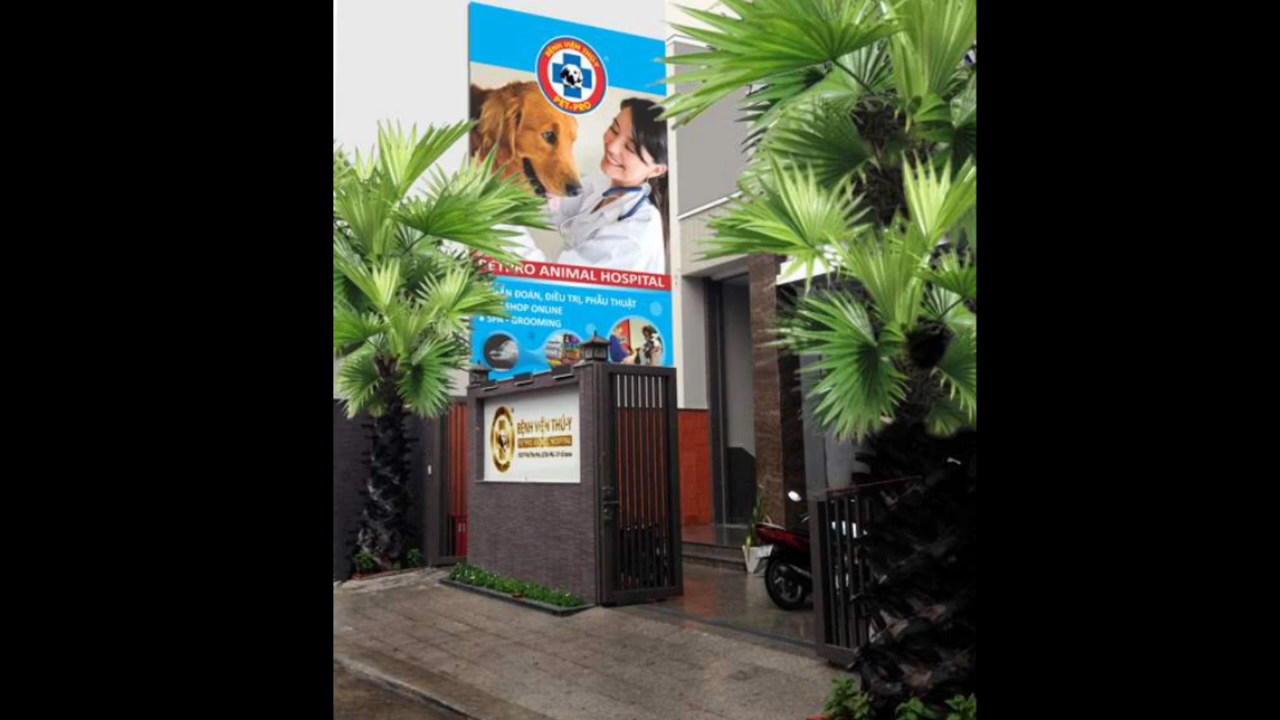 BỆNH VIỆN THÚ-Y
PET-PRO
PETPRO ANIMAL HOSPITAL
ĐOÁN, ĐIỀU TRỊ, PHẪU THUẬT
SHOP ONLINE
SPA - GROOMING
BỆNH VIỆN THÚ-Y